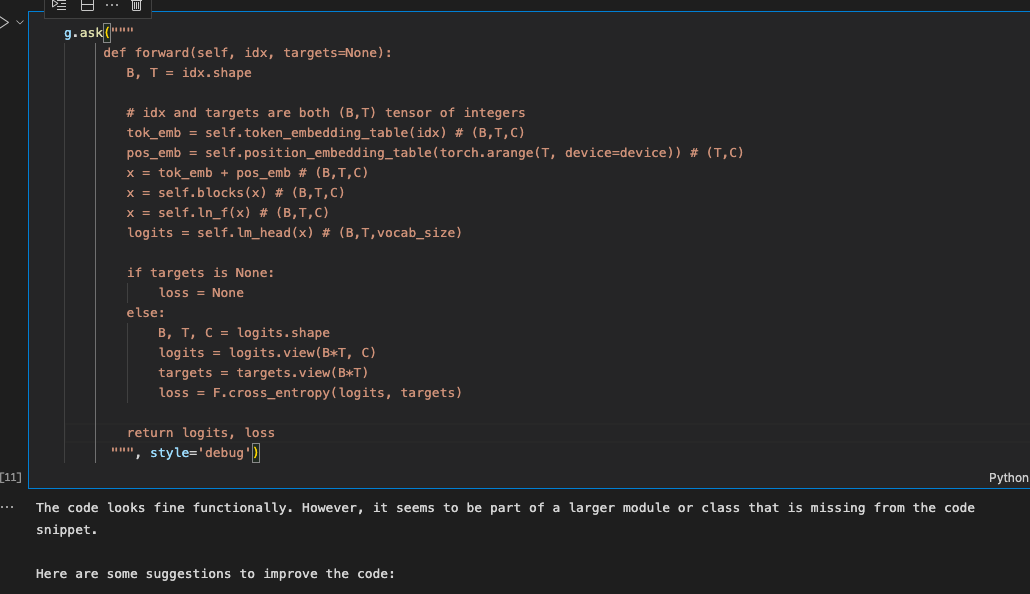 g.ask("""
def forward(self, idx, targets=None):
B, T = idx.shape
# idx and targets are both (B,T) tensor of integers
tok_emb = self.token_embedding_table(idx) # (B,T,C)
pos_emb = self.position_embedding_table(torch.arange(T, device=device)) # (T,C)
x = tok_emb + pos_emb # (B,T,C)
x = self.blocks(x) # (B,T,C)
x = self.ln_f(x) # (B,T,C)
logits = self.lm_head(x) # (B,T,vocab_size)
if targets is None:
loss = None
else:
B, T, C = logits.shape
logits = logits.view(B*T, C)
targets = targets.view(B*T)
loss = F.cross_entropy(logits, targets)
return logits, loss
""", style='debug')
[11]
Python
The code looks fine functionally. However, it seems to be part of a larger module or class that is missing from the code
snippet.
Here are some suggestions to improve the code: